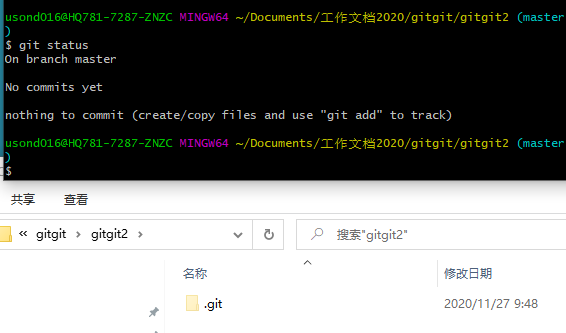 usond016@HQ781-7287-ZNZC MINGW64 ~/Documents/工作文档2020/gitgit/gitgit2 (master
)
$ git status
On branch master
No commits yet
nothing to commit (create/copy files and use "git add" to track)
usond016@HQ781-7287-ZNZC MINGW64 ~/Documents/工作文档2020/gitgit/gitgit2 (master
)
$
共享 查看
« gitgit › gitgit2 › 搜索"gitgit2"
名称 修改日期
.git 2020/11/27 9:48